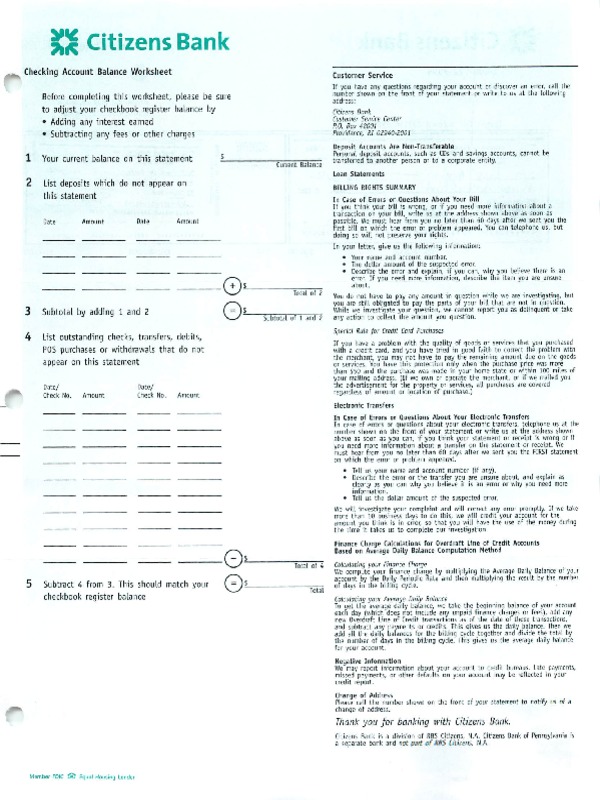 Citizens Bank
Checking Account Balance Worksheet
Before completing this worksheet, please be sure
to adjust your checkbook register balance by
• Adding any interest earned
• Subtracting any fees or other charges
1 Your current balance on this statement $
Current Balance
2 List deposits which do not appear on
this statement
Date Amount Date Amount
+ $
Total of 2
3 Subtotal by adding 1 and 2 = $
Subtotal of 1 and 2
4 List outstanding checks, transfers, debits,
POS purchases or withdrawals that do not
appear on this statement
Date/ Date/
Check No. Amount Check No. Amount
- $
Total of 4
5 Subtract 4 from 3. This should match your = $
checkbook register balance
Total
Customer Service
If you have any questions regarding your account or discover an error, call the
number shown on the front of your statement or write to us at the following
address:
Citizens Bank
Customer Service Center
P.O. Box 42001
Providence, RI 02940-2001
Deposit Accounts Are Non-Transferable
Personal deposit accounts, such as CDs and savings accounts, cannot be
transferred to another person or to a corporate entity.
Loan Statements
BILLING RIGHTS SUMMARY
In Case of Errors or Questions About Your Bill
If you think your bill is wrong, or if you need more information about a
transaction on your bill, write us at the address shown above as soon as
possible. We must hear from you no later than 60 days after we sent you the
first bill on which the error or problem appeared. You can telephone us, but
doing so will not preserve your rights.
In your letter, give us the following information:
• Your name and account number.
• The dollar amount of the suspected error.
• Describe the error and explain, if you can, why you believe there is an
error. If you need more information, describe the item you are unsure
about.
You do not have to pay any amount in question while we are investigating, but
you are still obligated to pay the parts of your bill that are not in question.
While we investigate your question, we cannot report you as delinquent or take
any action to collect the amount you question.
Special Rule for Credit Card Purchases
If you have a problem with the quality of goods or services that you purchased
with a credit card, and you have tried in good faith to correct the problem with
the merchant, you may not have to pay the remaining amount due on the goods
or services. You have this protection only when the purchase price was more
than $50 and the purchase was made in your home state or within 100 miles of
your mailing address. (If we own or operate the merchant, or if we mailed you
the advertisement for the property or services, all purchases are covered
regardless of amount or location of purchase.)
Electronic Transfers
In Case of Errors or Questions About Your Electronic Transfers
In case of errors or questions about your electronic transfers, telephone us at the
number shown on the front of your statement or write us at the address shown
above as soon as you can, if you think your statement or receipt is wrong or if
you need more information about a transfer on the statement or receipt. We
must hear from you no later than 60 days after we sent you the FIRST statement
on which the error or problem appeared.
• Tell us your name and account number (if any).
• Describe the error or the transfer you are unsure about, and explain as
clearly as you can why you believe it is an error or why you need more
information.
• Tell us the dollar amount of the suspected error.
We will investigate your complaint and will correct any error promptly. If we take
more than 10 business days to do this, we will credit your account for the
amount you think is in error, so that you will have the use of the money during
the time it takes us to complete our investigation.
Finance Charge Calculations for Overdraft Line of Credit Accounts
Based on Average Daily Balance Computation Method
Calculating your Finance Charge
We compute your finance charge by multiplying the Average Daily Balance of your
account by the Daily Periodic Rate and then multiplying the result by the number
of days in the billing cycle.
Calculating your Average Daily Balance
To get the average daily balance, we take the beginning balance of your account
each day (which does not include any unpaid finance charges or fees), add any
new Overdraft Line of Credit transactions as of the date of these transactions,
and subtract any payments or credits. This gives us the daily balance. Then we
add all the daily balances for the billing cycle together and divide the total by
the number of days in the billing cycle. This gives us the average daily balance
for your account.
Negative Information
We may report information about your account to credit bureaus. Late payments,
missed payments, or other defaults on your account may be reflected in your
credit report.
Change of Address
Please call the number shown on the front of your statement to notify us of a
change of address.
Thank you for banking with Citizens Bank.
Citizens Bank is a division of RBS Citizens, N.A. Citizens Bank of Pennsylvania is
a separate bank and not part of RBS Citizens, N.A.
Member FDIC Equal Housing Lender